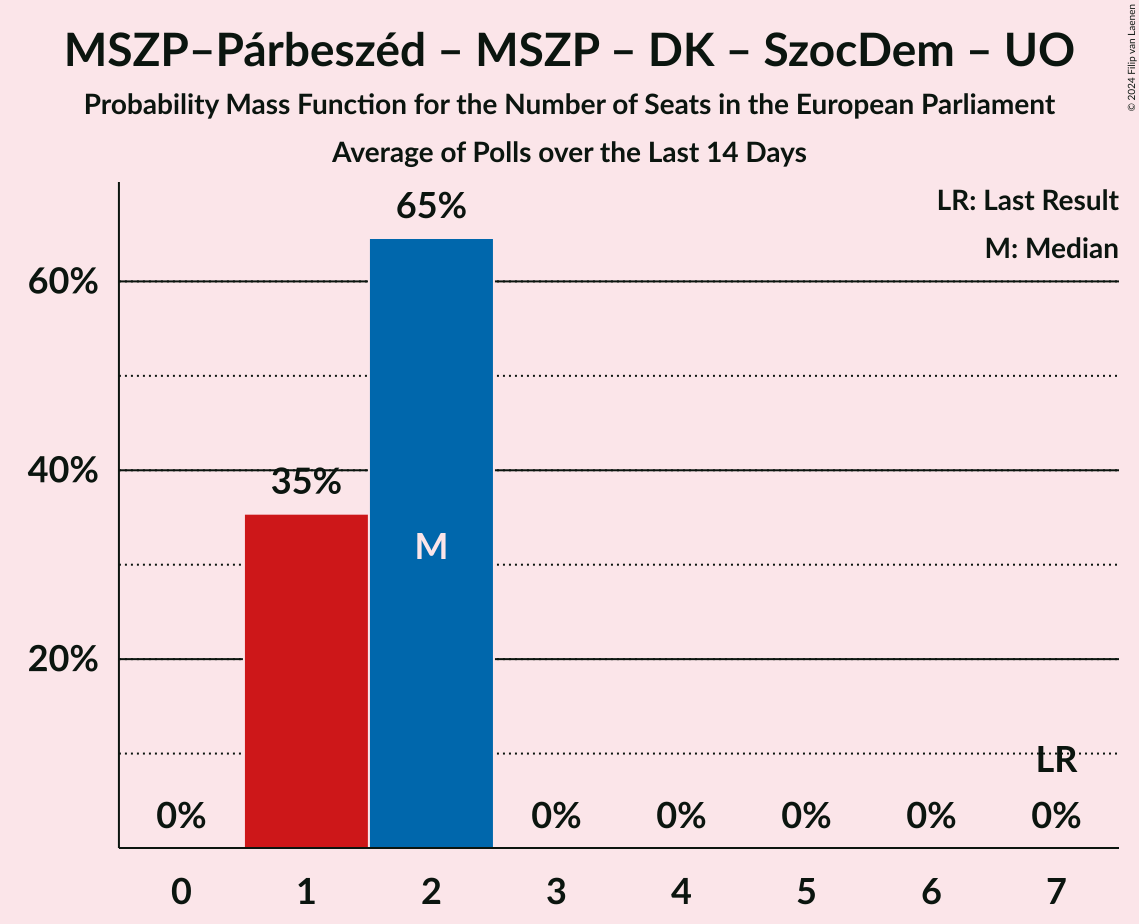 MSZP–Párbeszéd – MSZP – DK – SzocDem – UO
Probability Mass Function for the Number of Seats in the European Parliament
Average of Polls over the Last 14 Days
© 2024 Filip van Laenen
LR: Last Result
M: Median
65%
60%
40%
35%
M
20%
LR
0%
0%
0%
0%
0%
0%
0 1 2 3 4 5 6 7